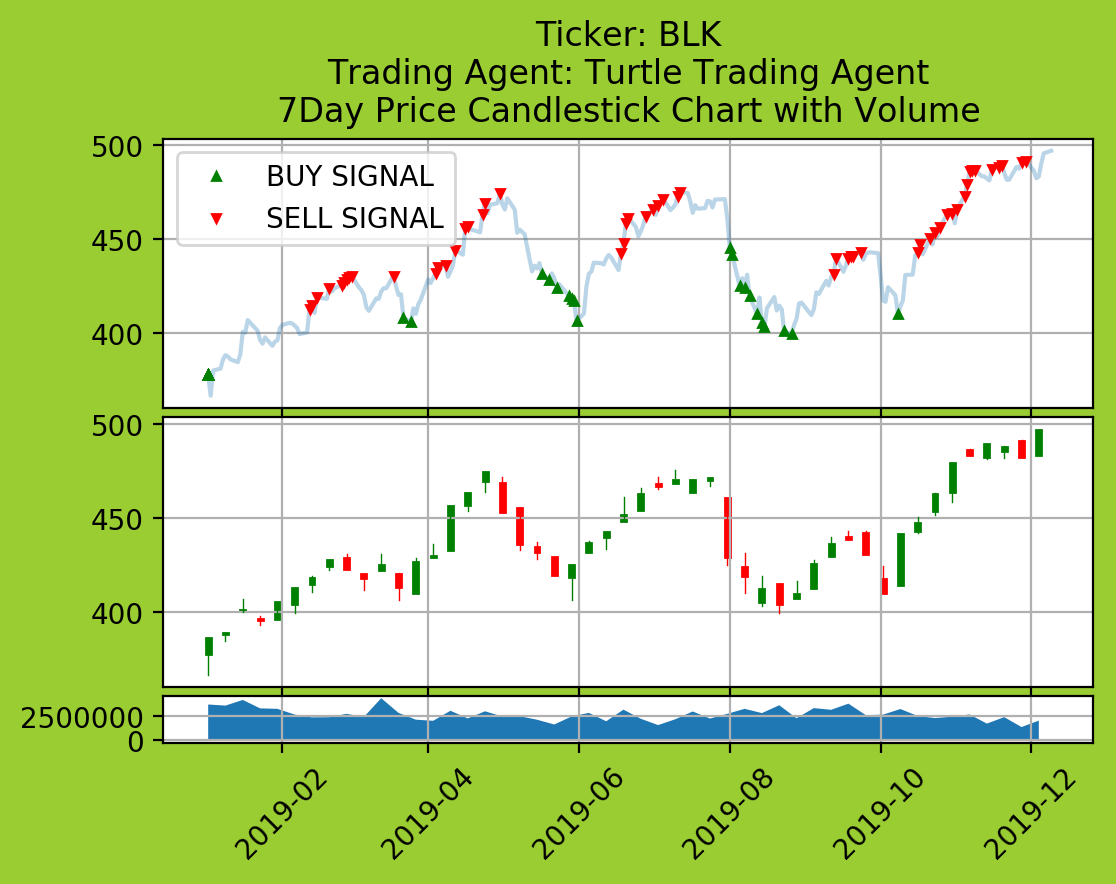 Ticker: BLK
Trading Agent: Turtle Trading Agent
7Day Price Candlestick Chart with Volume
500
BUY SIGNAL
SELL SIGNAL
450
400
500
450
400
2500000
0
2019-02
2019-04
2019-06
2019-08
2019-10
2019-12